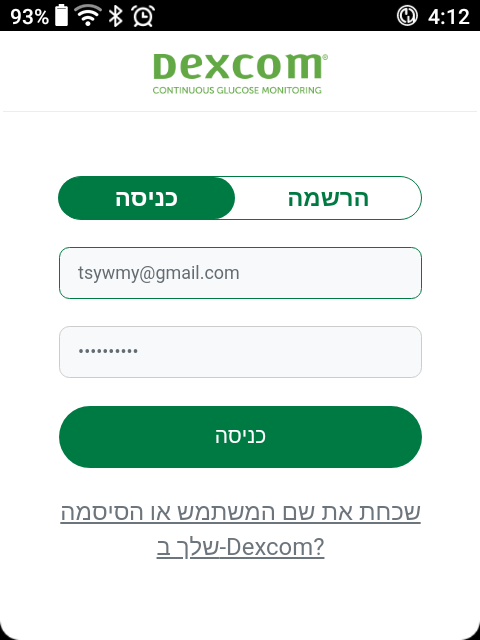 93% 4:12
Dexcom®
CONTINUOUS GLUCOSE MONITORING
הרשמה
כניסה
tsywmy@gmail.com
••••••••••
כניסה
שכחת את שם המשתמש או הסיסמה
שלך ב-Dexcom?